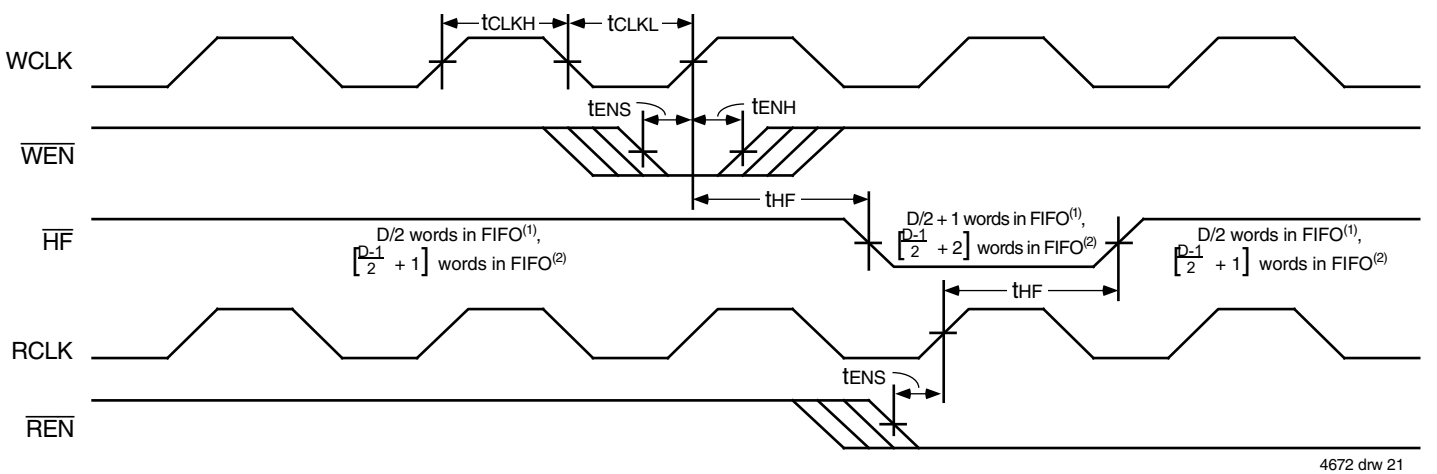 tCLKH
tCLKL
WCLK
tENS
tENH
WEN
tHF
HF
D/2 words in FIFO(1),
[D-1/2 + 1] words in FIFO(2)
D/2 + 1 words in FIFO(1),
[D-1/2 + 2] words in FIFO(2)
D/2 words in FIFO(1),
[D-1/2 + 1] words in FIFO(2)
tHF
RCLK
tENS
REN
4672 drw 21